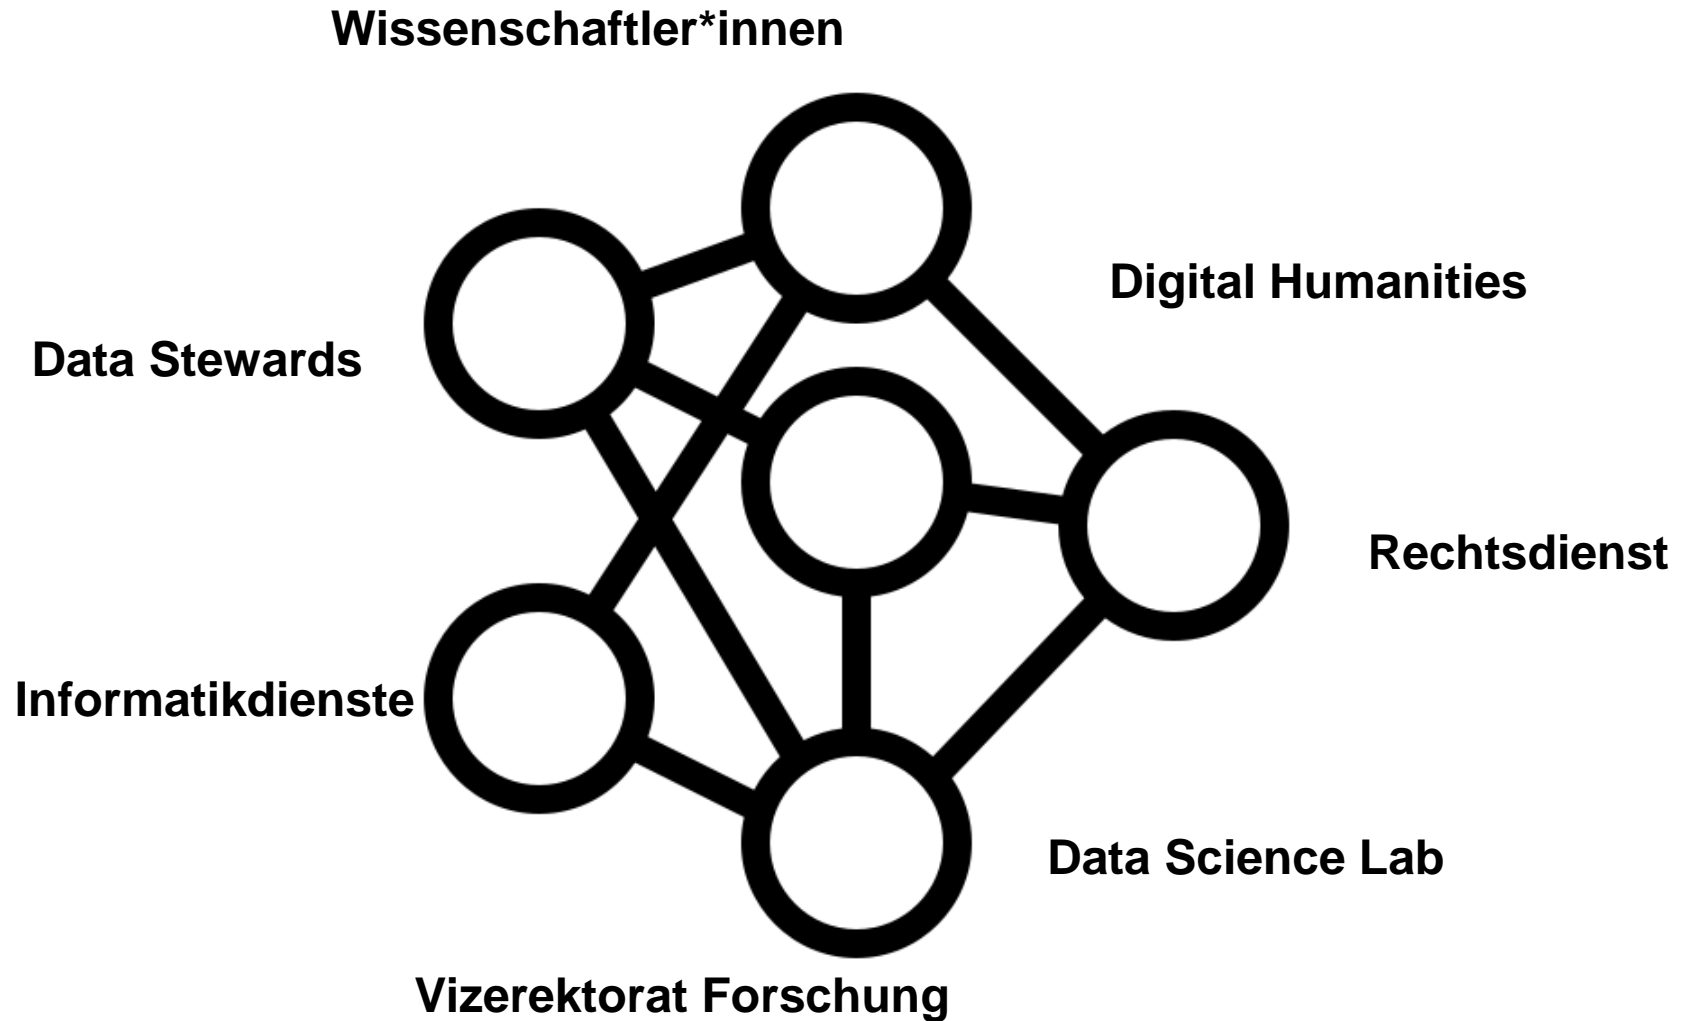 Wissenschaftler*innen
Digital Humanities
Data Stewards
Rechtsdienst
Informatikdienste
Data Science Lab
Vizerektorat Forschung